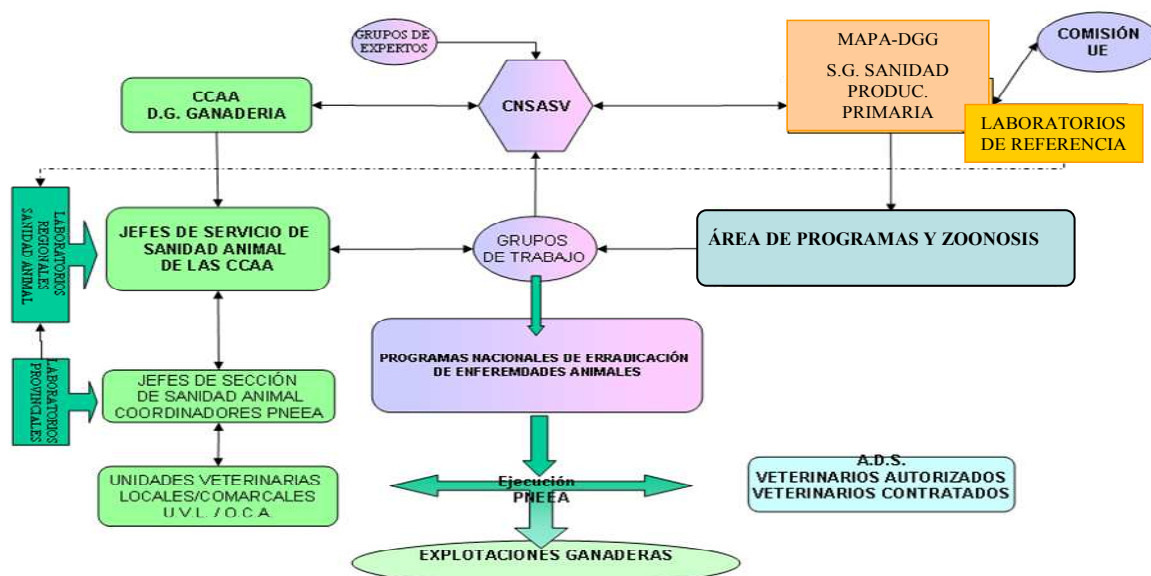 GRUPOS DE
EXPERTOS
MAPA-DGG
S.G. SANIDAD
PRODUC.
PRIMARIA
COMISIÓN
UE
CCAA
D.G. GANADERIA
CNSASV
LABORATORIOS
DE REFERENCIA
LABORATORIOS
REGIONALES
SANIDAD ANIMAL
JEFES DE SERVICIO DE
SANIDAD ANIMAL
DE LAS CCAA
GRUPOS
DE TRABAJO
ÁREA DE PROGRAMAS Y ZOONOSIS
PROGRAMAS NACIONALES DE ERRADICACIÓN
DE ENFEREMDADES ANIMALES
LABORATORIOS
PROVINCIALES
JEFES DE SECCIÓN
DE SANIDAD ANIMAL
COORDINADORES PNEEA
UNIDADES VETERINARIAS
LOCALES/COMARCALES
U.V.L. / O.C.A.
Ejecución
PNEEA
A.D.S.
VETERINARIOS AUTORIZADOS
VETERINARIOS CONTRATADOS
EXPLOTACIONES GANADERAS